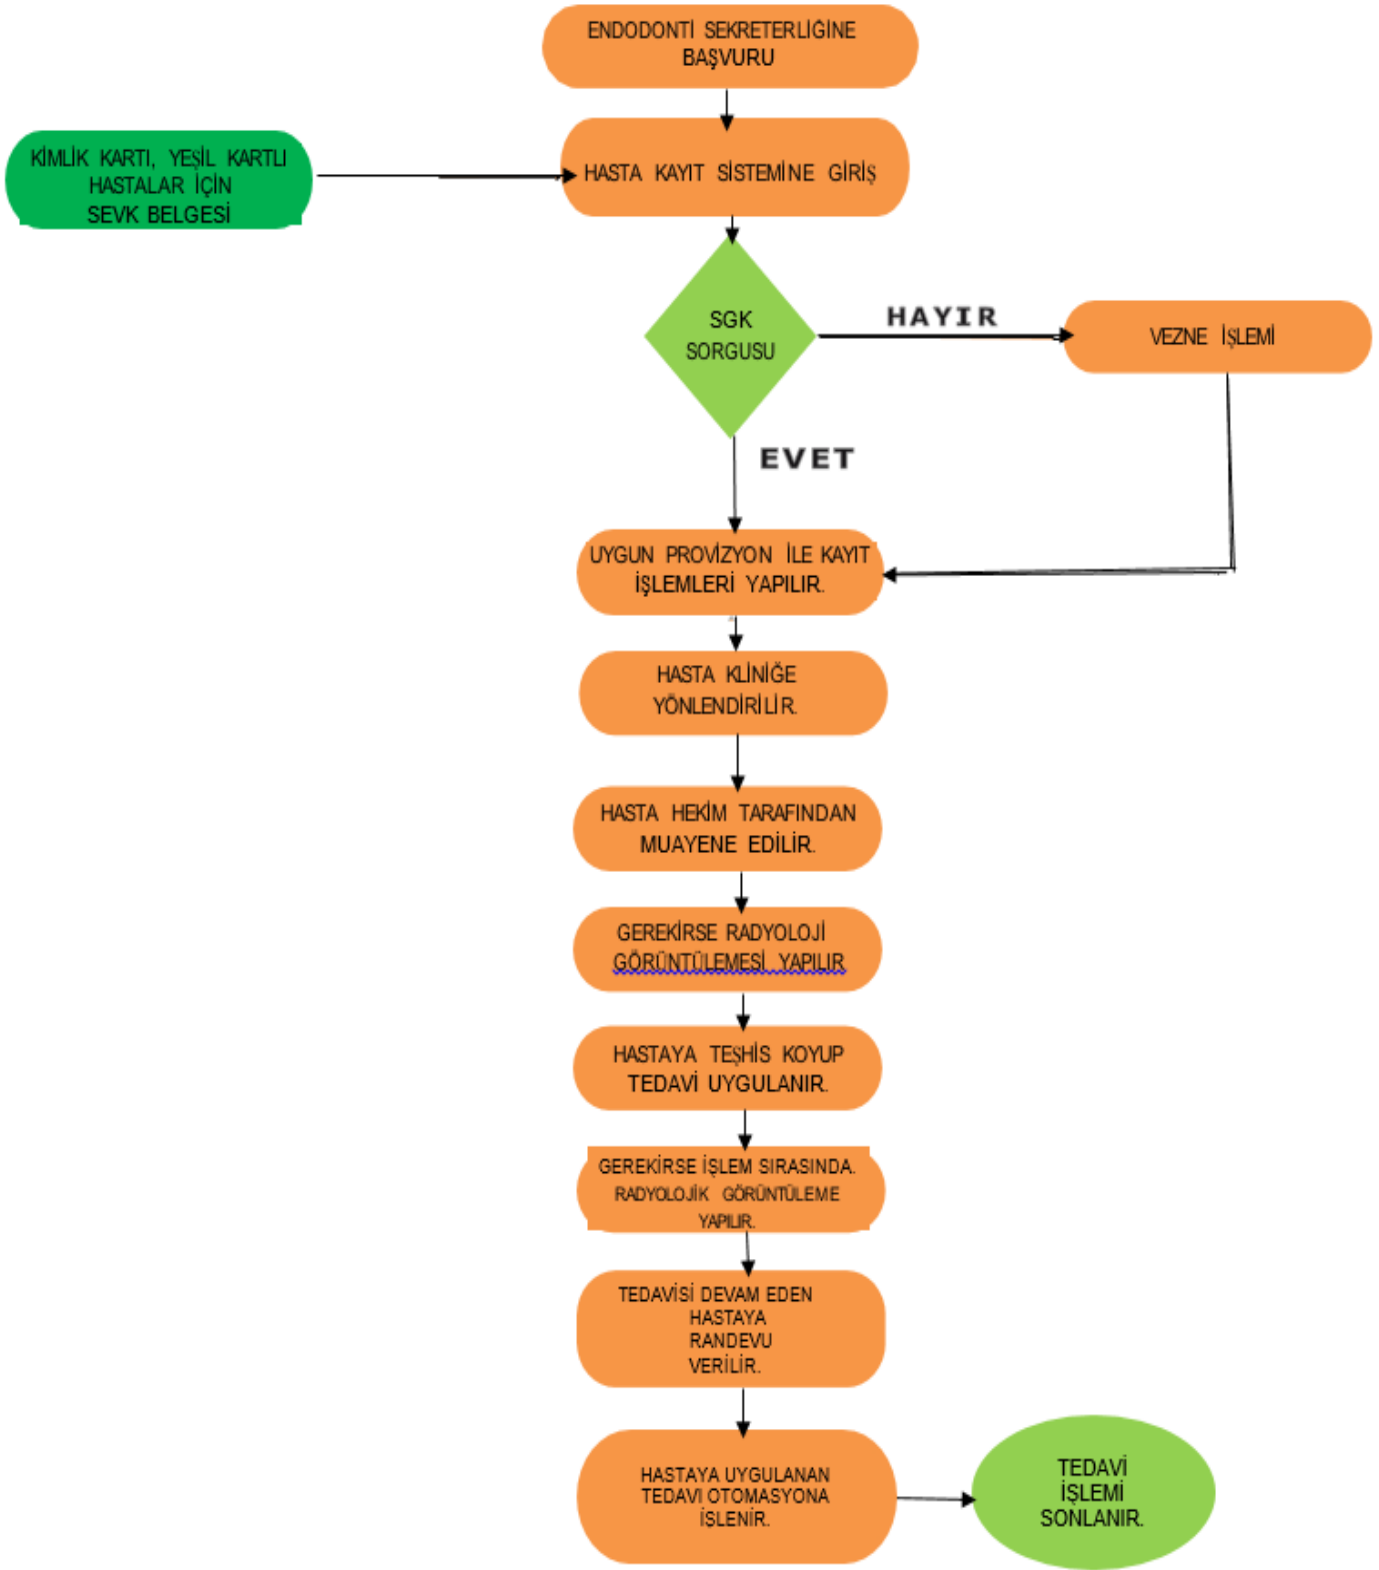 ENDODONTİ SEKRETERLİĞİNE
BAŞVURU
KİMLİK KARTI, YEŞİL KARTLI
HASTALAR İÇİN
SEVK BELGESİ
HASTA KAYIT SİSTEMİNE GİRİŞ
SGK
SORGUSU
HAYIR
VEZNE İŞLEMİ
EVET
UYGUN PROVİZYON İLE KAYIT
İŞLEMLERİ YAPILIR.
HASTA KLİNİĞE
YÖNLENDİRİLİR.
HASTA HEKİM TARAFINDAN
MUAYENE EDİLİR.
GEREKİRSE RADYOLOJİ
GÖRÜNTÜLEMESİ YAPILIR
HASTAYA TEŞHİS KOYUP
TEDAVİ UYGULANIR.
GEREKİRSE İŞLEM SIRASINDA.
RADYOLOJİK GÖRÜNTÜLEME
YAPILIR.
TEDAVİSİ DEVAM EDEN
HASTAYA
RANDEVU
VERİLİR.
HASTAYA UYGULANAN
TEDAVI OTOMASYONA
İŞLENİR.
TEDAVİ
İŞLEMİ
SONLANIR.